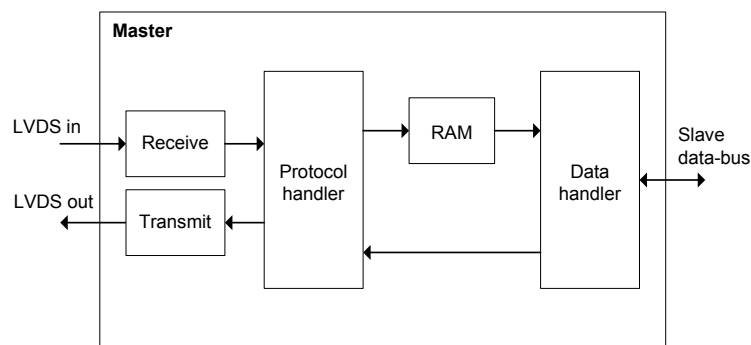 Master
LVDS in
Receive
RAM
Slave
data-bus
Protocol
handler
Data
handler
LVDS out
Transmit